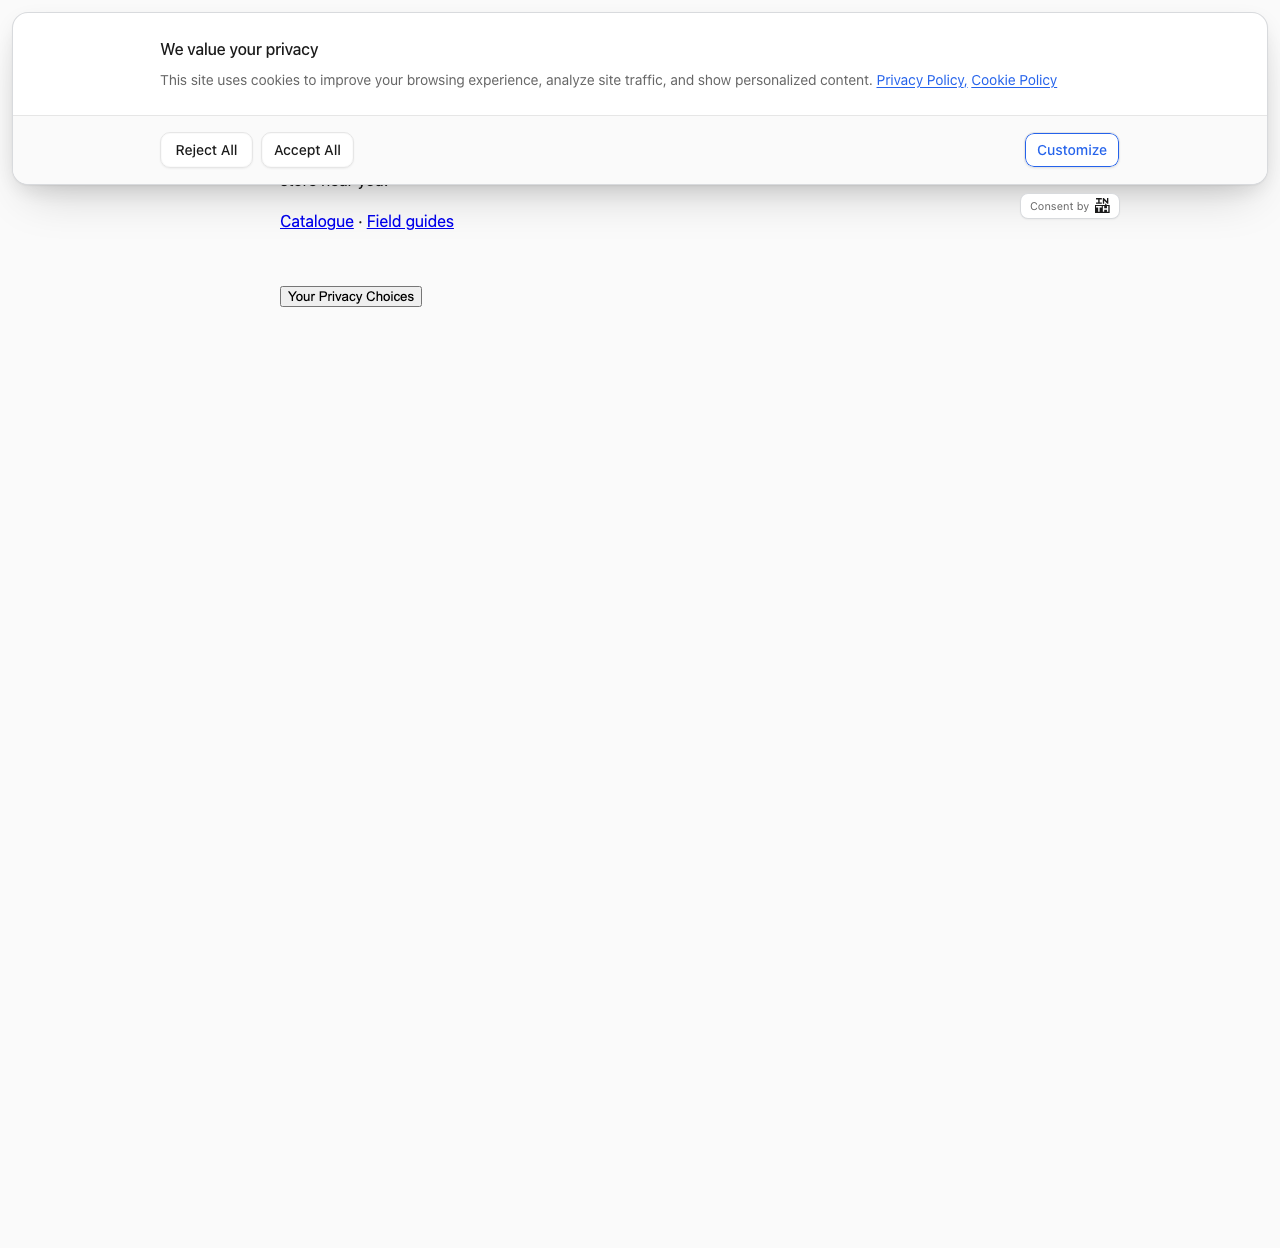 We value your privacy
This site uses cookies to improve your browsing experience, analyze site traffic, and show personalized content. Privacy Policy, Cookie Policy
Reject All Accept All Customize
Consent by INTH
Catalogue · Field guides
Your Privacy Choices